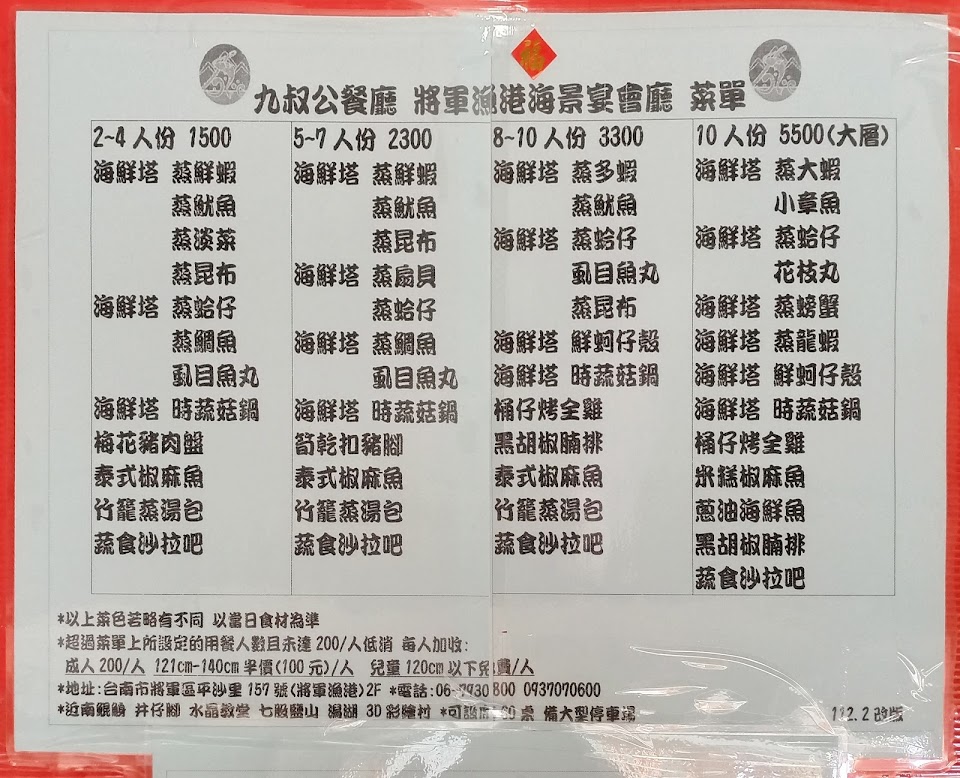 福
九叔公餐廳 將軍漁港海景宴會廳 菜單
2~4 人份 1500
海鮮塔 蒸鮮蝦
蒸魷魚
蒸淡菜
蒸昆布
海鮮塔 蒸蛤仔
蒸鯛魚
虱目魚丸
海鮮塔 時蔬菇鍋
梅花豬肉盤
泰式椒麻魚
竹籠蒸湯包
蔬食沙拉吧
5~7 人份 2300
海鮮塔 蒸鮮蝦
蒸魷魚
蒸昆布
海鮮塔 蒸扇貝
蒸蛤仔
海鮮塔 蒸鯛魚
虱目魚丸
海鮮塔 時蔬菇鍋
筍乾扣豬腳
泰式椒麻魚
竹籠蒸湯包
蔬食沙拉吧
8~10 人份 3300
海鮮塔 蒸多蝦
蒸魷魚
海鮮塔 蒸蛤仔
虱目魚丸
蒸昆布
海鮮塔 鮮蚵仔殼
海鮮塔 時蔬菇鍋
桶仔烤全雞
黑胡椒腩排
泰式椒麻魚
竹籠蒸湯包
蔬食沙拉吧
10 人份 5500(大層)
海鮮塔 蒸大蝦
小章魚
海鮮塔 蒸蛤仔
花枝丸
海鮮塔 蒸螃蟹
海鮮塔 蒸龍蝦
海鮮塔 鮮蚵仔殼
海鮮塔 時蔬菇鍋
桶仔烤全雞
米糕椒麻魚
蔥油海鮮魚
黑胡椒腩排
蔬食沙拉吧
*以上菜色若略有不同 以當日食材為準
*超過菜單上所設定的用餐人數且未達 200/人低消 每人加收:
成人 200/人 121cm-140cm 半價(100 元)/人 兒童 120cm 以下免費/人
*地址:台南市將軍區平沙里 157 號(將軍漁港)2F *電話:06-7930800 0937070600
*近南鯤鯓 井仔腳 水晶教堂 七股鹽山 潟湖 3D 彩繪村 *可設席 60 桌 備大型停車場
112.2 改版